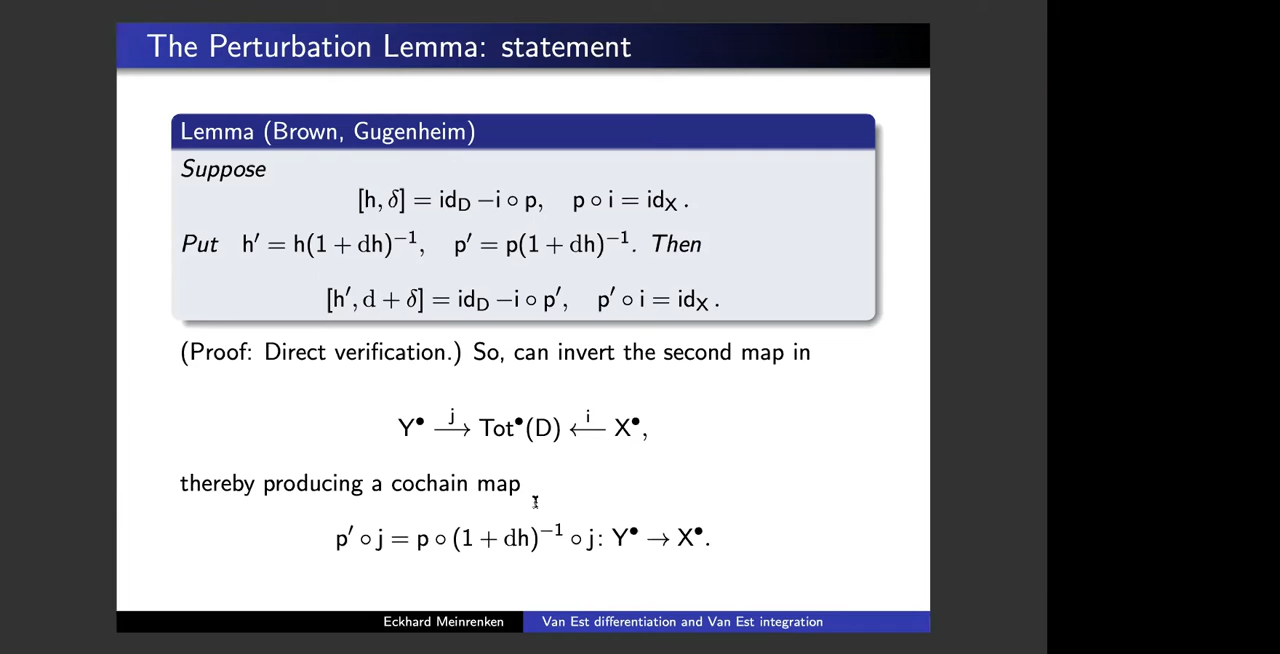 The Perturbation Lemma: statement
Lemma (Brown, Gugenheim)
Suppose
[h, δ] = id_D −i ∘ p, p ∘ i = id_X .
Put h′ = h(1 + dh)⁻¹, p′ = p(1 + dh)⁻¹. Then
[h′, d + δ] = id_D −i ∘ p′, p′ ∘ i = id_X .
(Proof: Direct verification.) So, can invert the second map in
Y• —j→ Tot•(D) ←i— X•,
thereby producing a cochain map
p′ ∘ j = p ∘ (1 + dh)⁻¹ ∘ j: Y• → X•.
Eckhard Meinrenken Van Est differentiation and Van Est integration